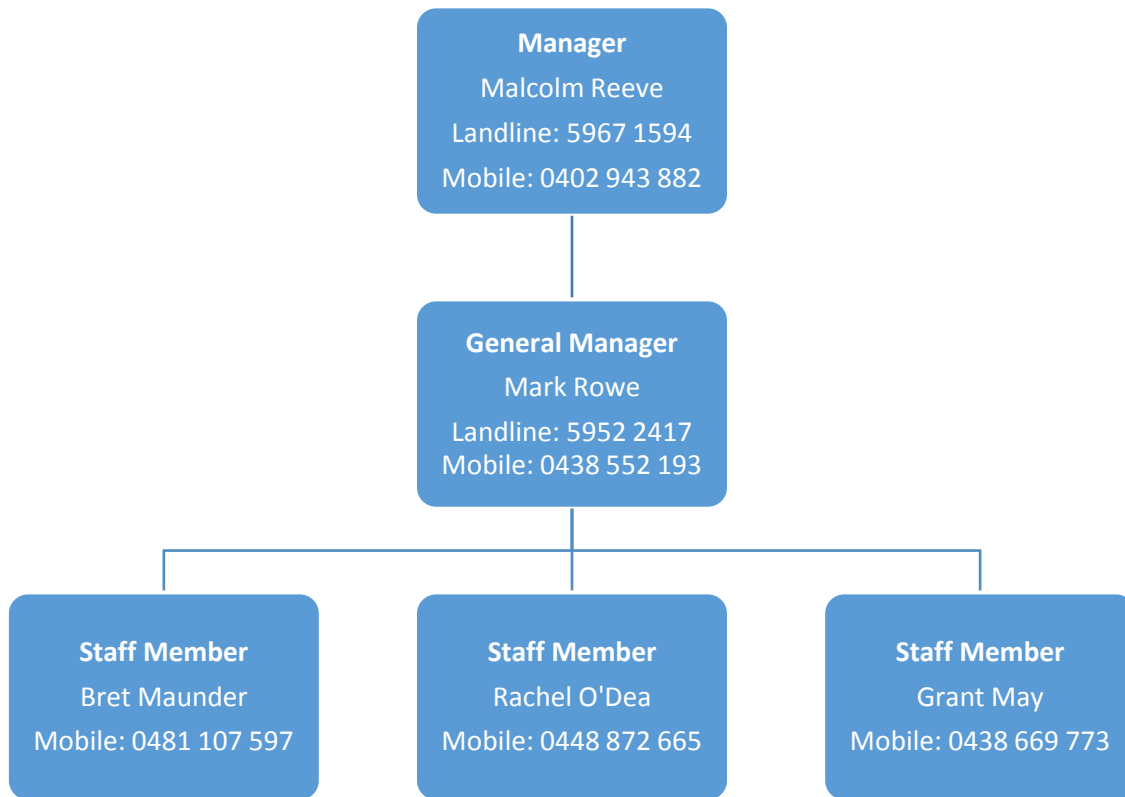 Manager
Malcolm Reeve
Landline: 5967 1594
Mobile: 0402 943 882
General Manager
Mark Rowe
Landline: 5952 2417
Mobile: 0438 552 193
Staff Member
Bret Maunder
Mobile: 0481 107 597
Staff Member
Rachel O'Dea
Mobile: 0448 872 665
Staff Member
Grant May
Mobile: 0438 669 773